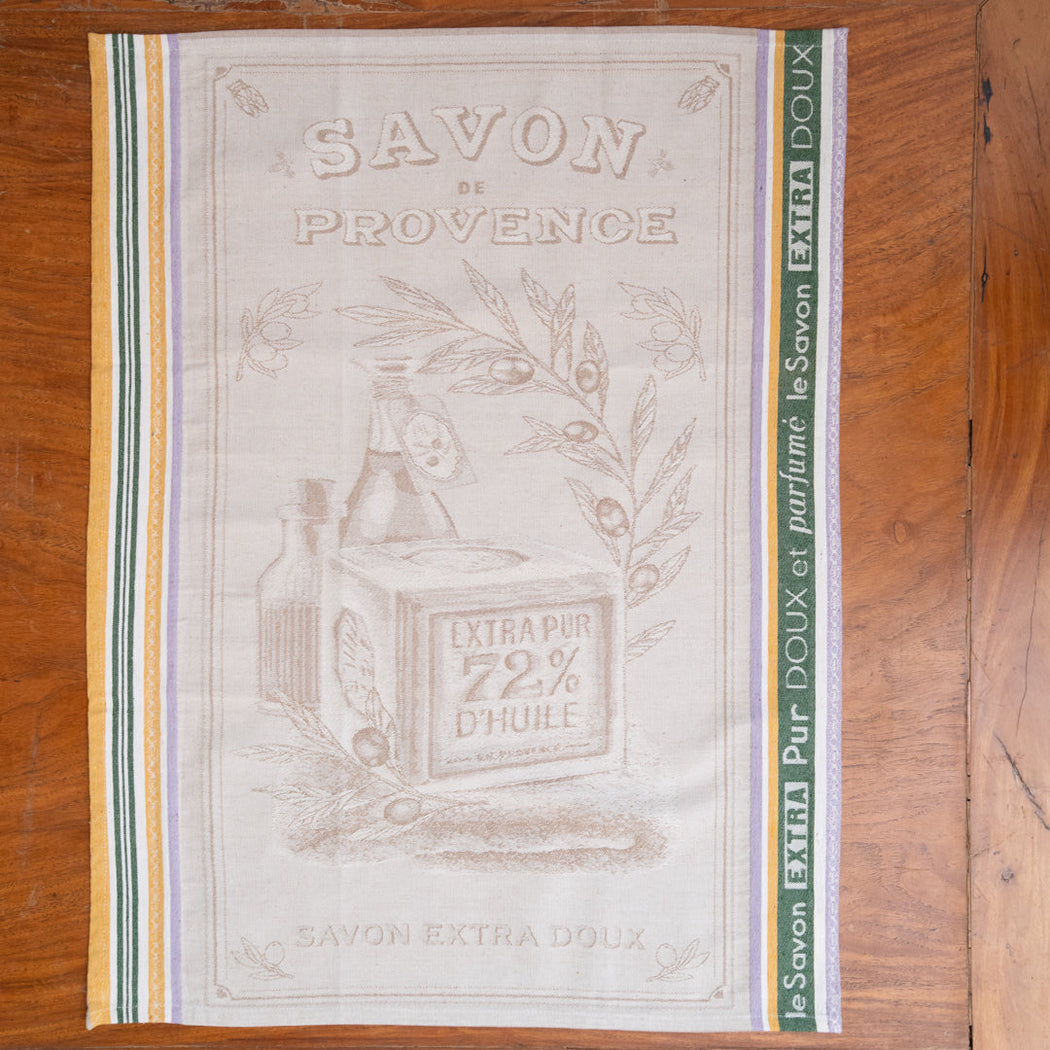 SAVON
DE
PROVENCE
EXTRA PUR
72%
D'HUILE
SAVON EXTRA DOUX
le Savon EXTRA Pur DOUX et parfumé le Savon EXTRA DOUX